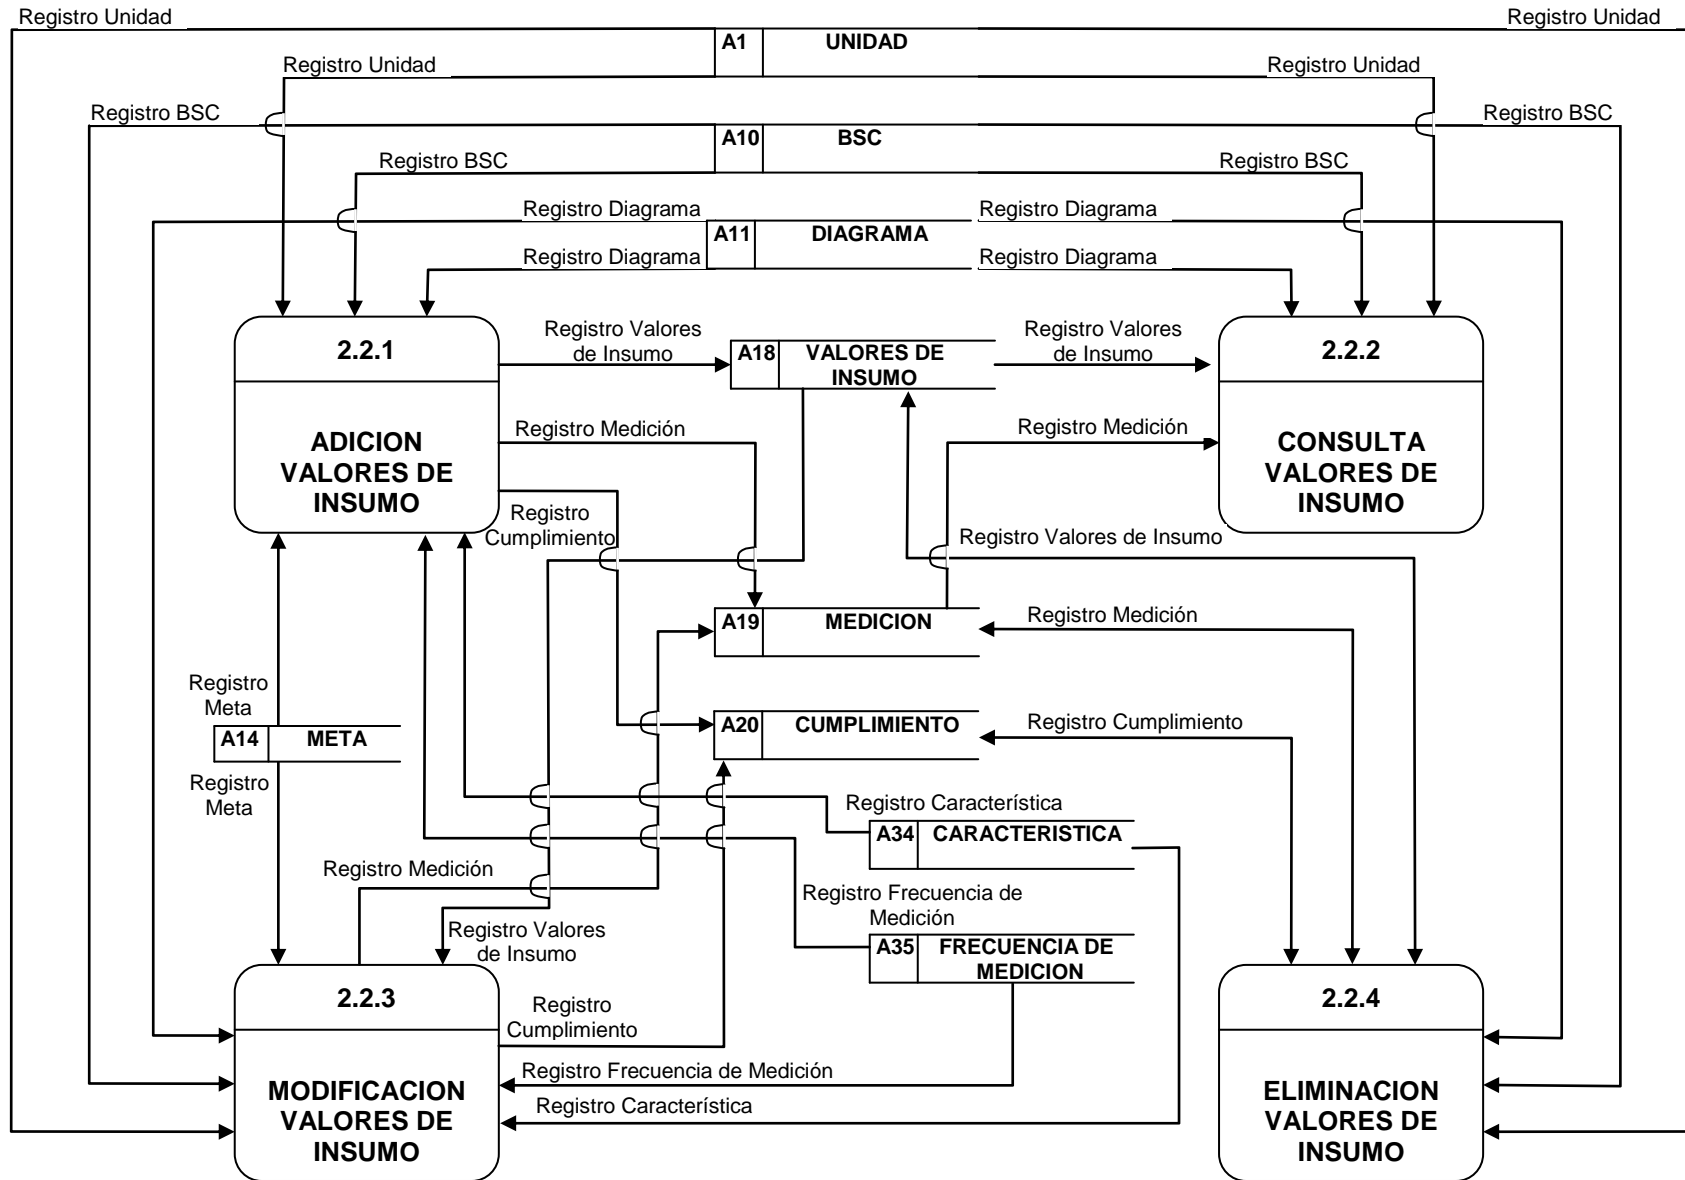 Registro Unidad
Registro Unidad
A1 UNIDAD
Registro Unidad
Registro Unidad
Registro BSC
Registro BSC
A10 BSC
Registro BSC
Registro BSC
Registro Diagrama
Registro Diagrama
A11 DIAGRAMA
Registro Diagrama
Registro Diagrama
2.2.1
ADICION
VALORES DE
INSUMO
Registro Valores
de Insumo
A18 VALORES DE
INSUMO
Registro Valores
de Insumo
2.2.2
CONSULTA
VALORES DE
INSUMO
Registro Medición
Registro Medición
Registro
Cumplimiento
Registro Valores de Insumo
A19 MEDICION
Registro Medición
Registro
Meta
A14 META
Registro
Meta
A20 CUMPLIMIENTO
Registro Cumplimiento
Registro Característica
A34 CARACTERISTICA
Registro Medición
Registro Frecuencia de
Medición
A35 FRECUENCIA DE
MEDICION
Registro Valores
de Insumo
2.2.3
MODIFICACION
VALORES DE
INSUMO
Registro
Cumplimiento
Registro Frecuencia de Medición
Registro Característica
2.2.4
ELIMINACION
VALORES DE
INSUMO